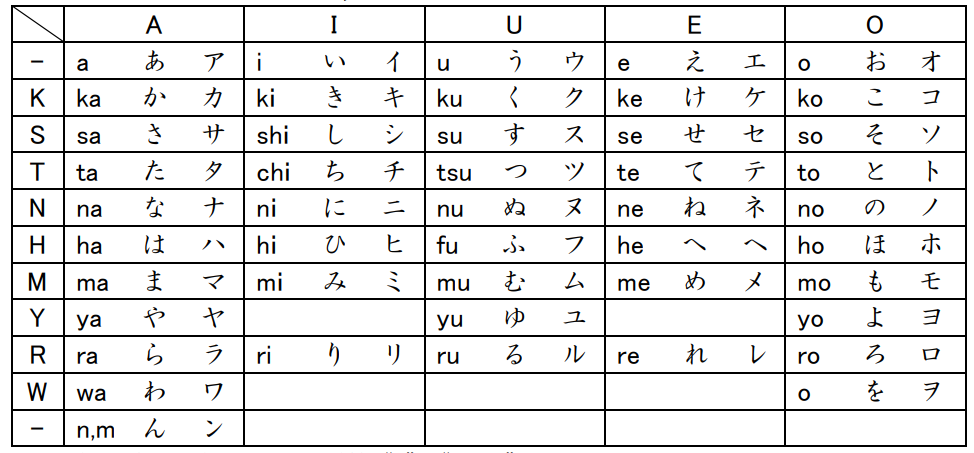 A I U E O
- a あ ア i い イ u う ウ e え エ o お オ
K ka か カ ki き キ ku く ク ke け ケ ko こ コ
S sa さ サ shi し シ su す ス se せ セ so そ ソ
T ta た タ chi ち チ tsu つ ツ te て テ to と ト
N na な ナ ni に ニ nu ぬ ヌ ne ね ネ no の ノ
H ha は ハ hi ひ ヒ fu ふ フ he へ ヘ ho ほ ホ
M ma ま マ mi み ミ mu む ム me め メ mo も モ
Y ya や ヤ yu ゆ ユ yo よ ヨ
R ra ら ラ ri り リ ru る ル re れ レ ro ろ ロ
W wa わ ワ o を ヲ
- n,m ん ン